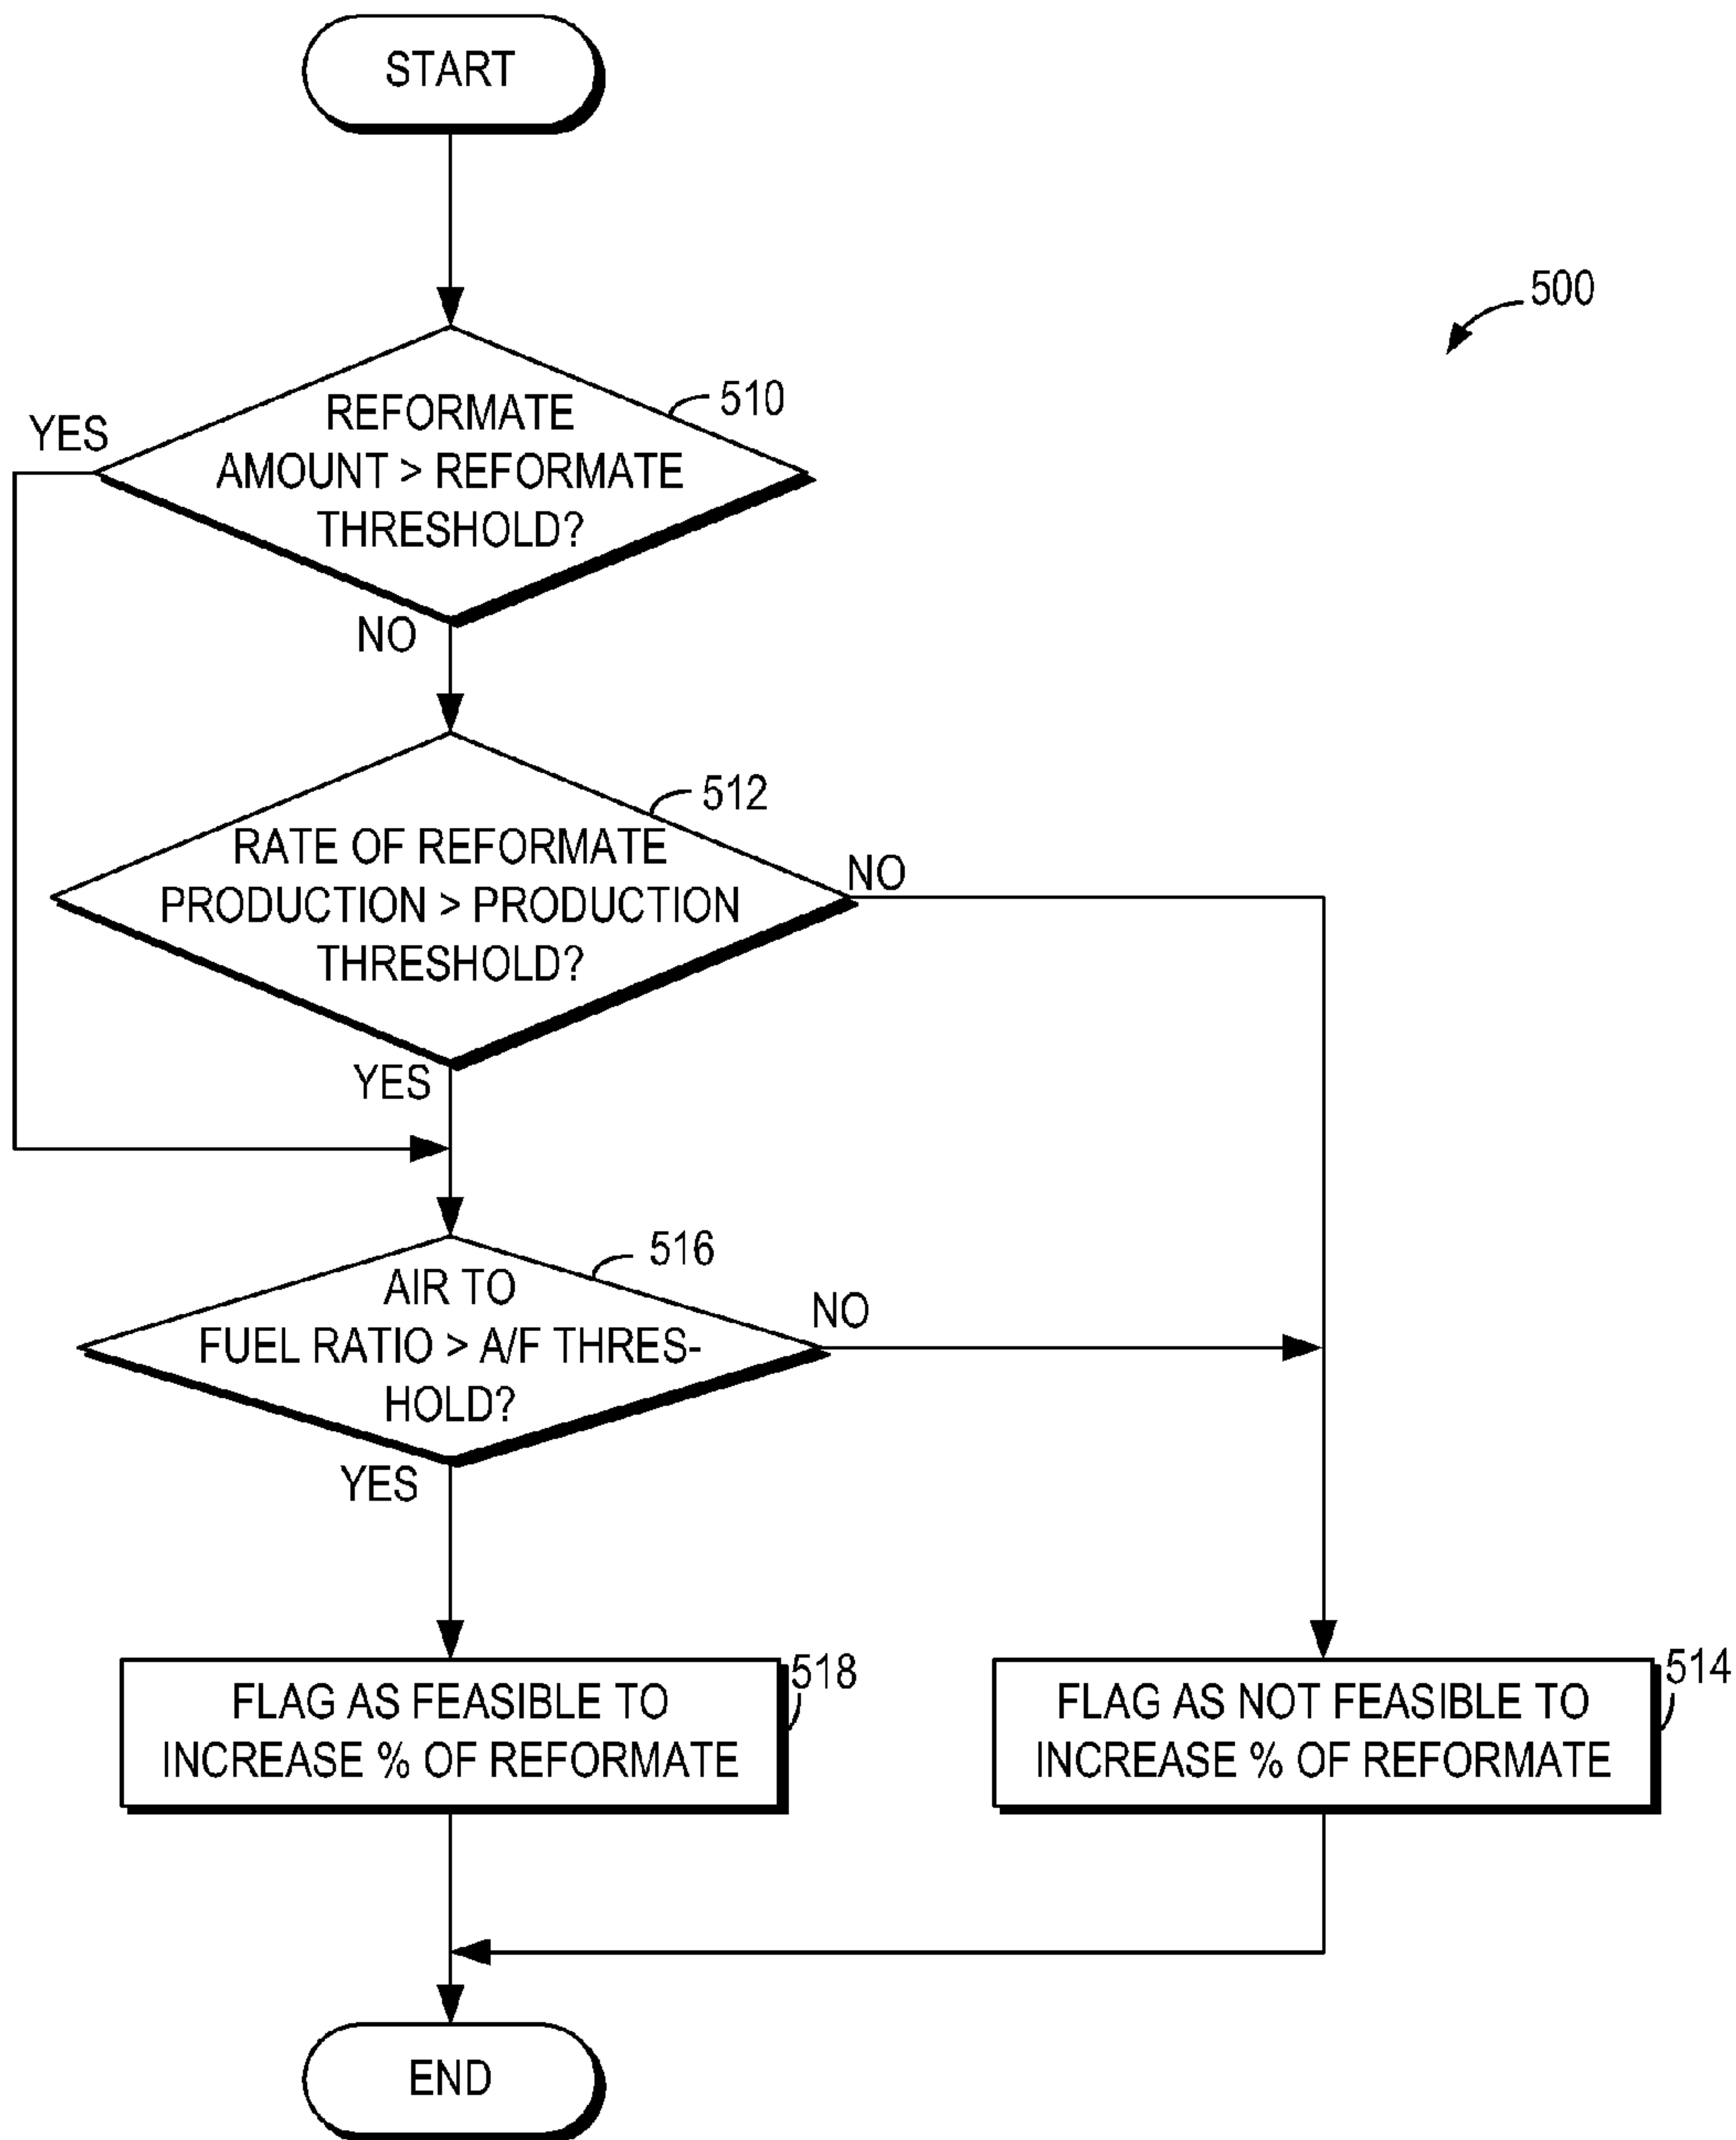 START
500
510
REFORMATE
AMOUNT > REFORMATE
THRESHOLD?
YES
NO
512
RATE OF REFORMATE
PRODUCTION > PRODUCTION
THRESHOLD?
NO
YES
516
AIR TO
FUEL RATIO > A/F THRES-
HOLD?
NO
YES
518
FLAG AS FEASIBLE TO
INCREASE % OF REFORMATE
514
FLAG AS NOT FEASIBLE TO
INCREASE % OF REFORMATE
END